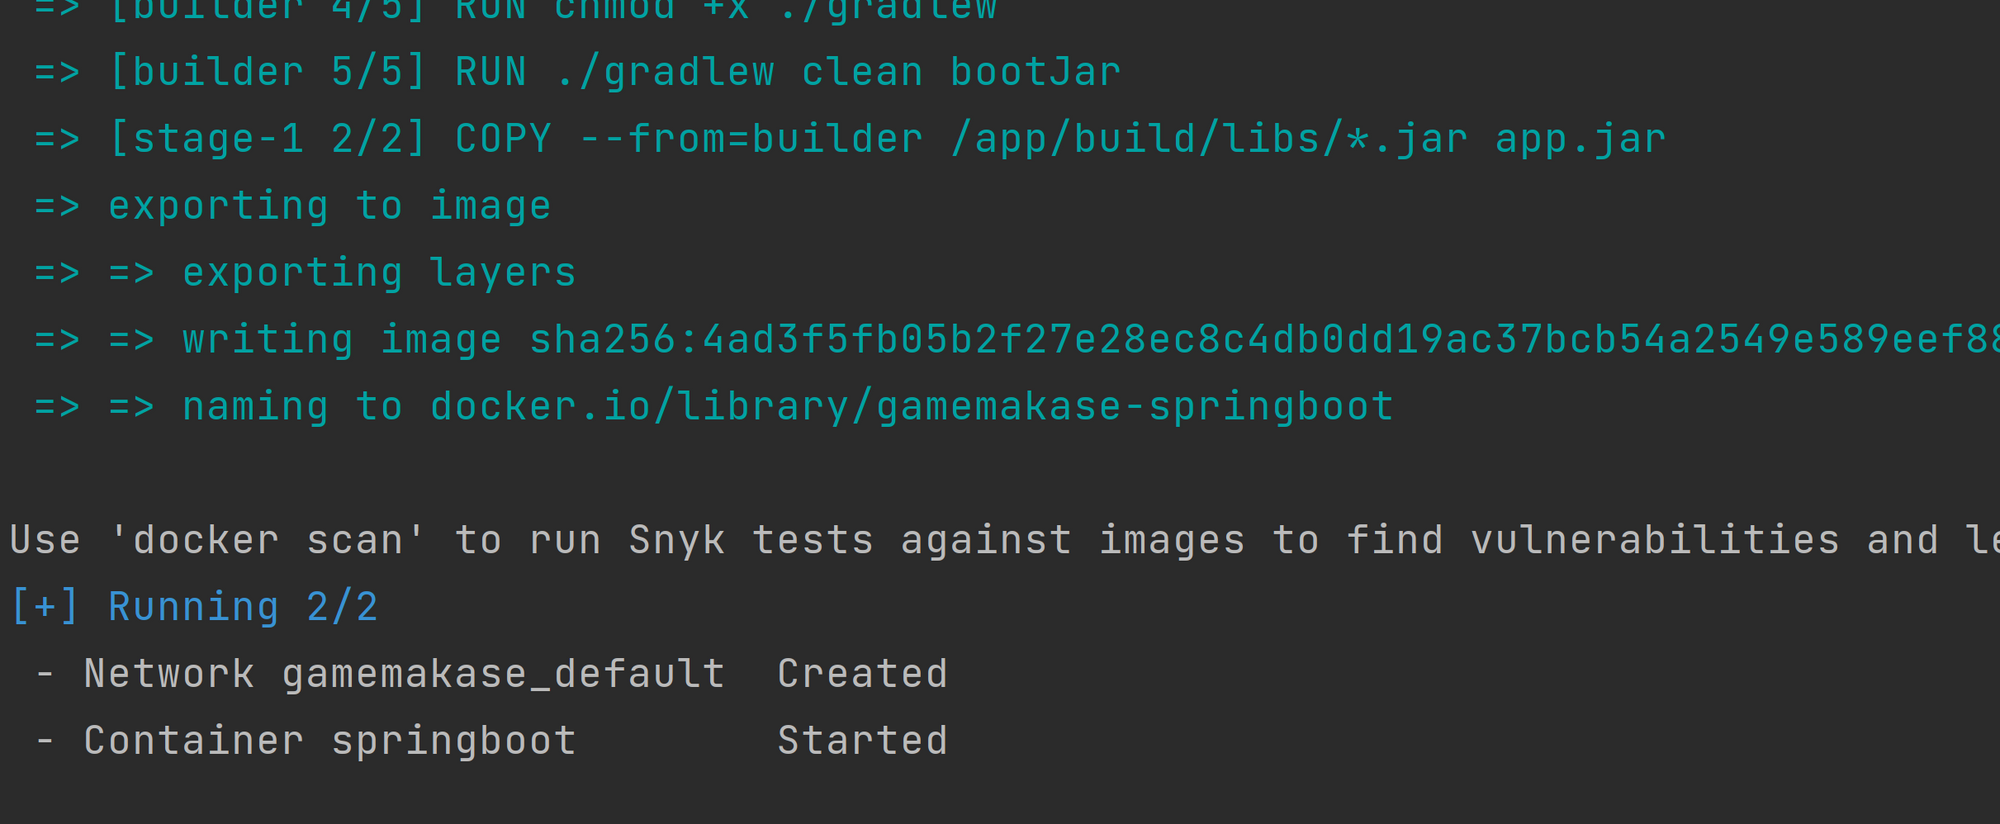 => [builder 4/5] RUN chmod +x ./gradlew
=> [builder 5/5] RUN ./gradlew clean bootJar
=> [stage-1 2/2] COPY --from=builder /app/build/libs/*.jar app.jar
=> exporting to image
=> => exporting layers
=> => writing image sha256:4ad3f5fb05b2f27e28ec8c4db0dd19ac37bcb54a2549e589eef88
=> => naming to docker.io/library/gamemakase-springboot
Use 'docker scan' to run Snyk tests against images to find vulnerabilities and le
[+] Running 2/2
- Network gamemakase_default Created
- Container springboot Started